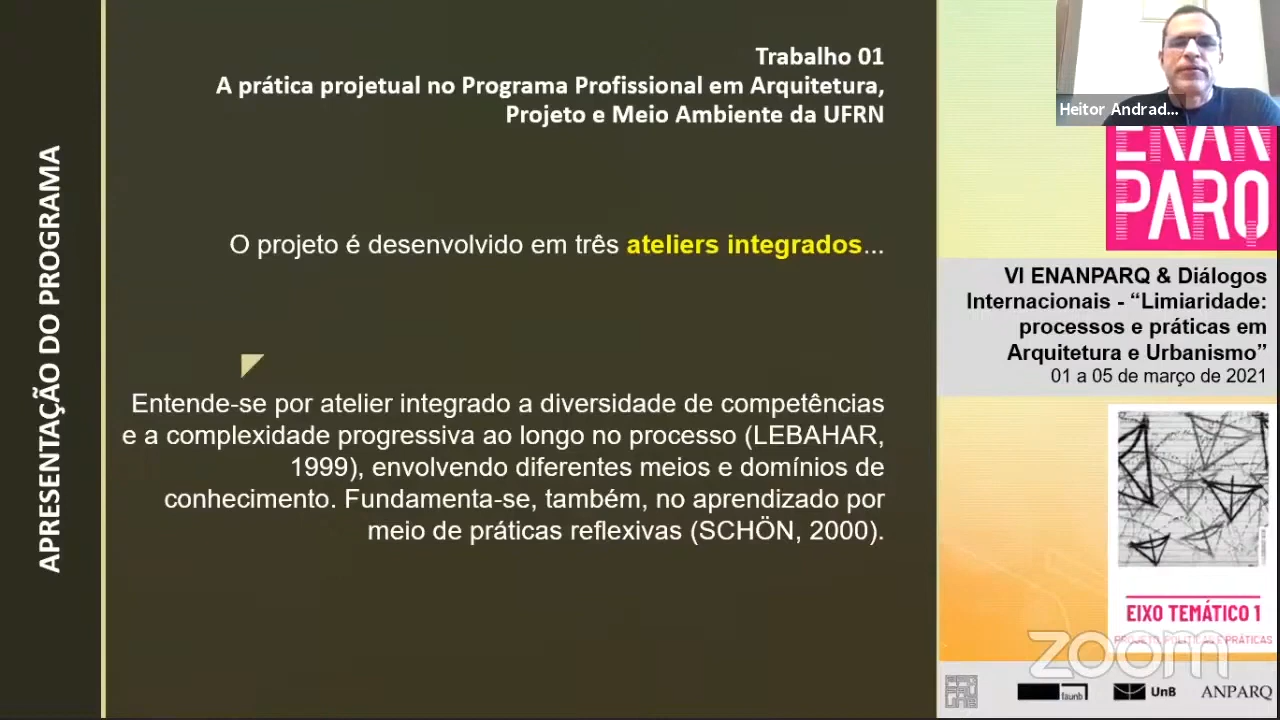 APRESENTAÇÃO DO PROGRAMA
Trabalho 01
A prática projetual no Programa Profissional em Arquitetura,
Projeto e Meio Ambiente da UFRN
O projeto é desenvolvido em três ateliers integrados...
Entende-se por atelier integrado a diversidade de competências
e a complexidade progressiva ao longo no processo (LEBAHAR,
1999), envolvendo diferentes meios e domínios de
conhecimento. Fundamenta-se, também, no aprendizado por
meio de práticas reflexivas (SCHÖN, 2000).
Heitor Andrad...
ENAN
PARQ
VI ENANPARQ & Diálogos
Internacionais - “Limiaridade:
processos e práticas em
Arquitetura e Urbanismo”
01 a 05 de março de 2021
EIXO TEMÁTICO 1
PROJETO, POLÍTICAS E PRÁTICAS
zoom
faunb
UnB
ANPARQ